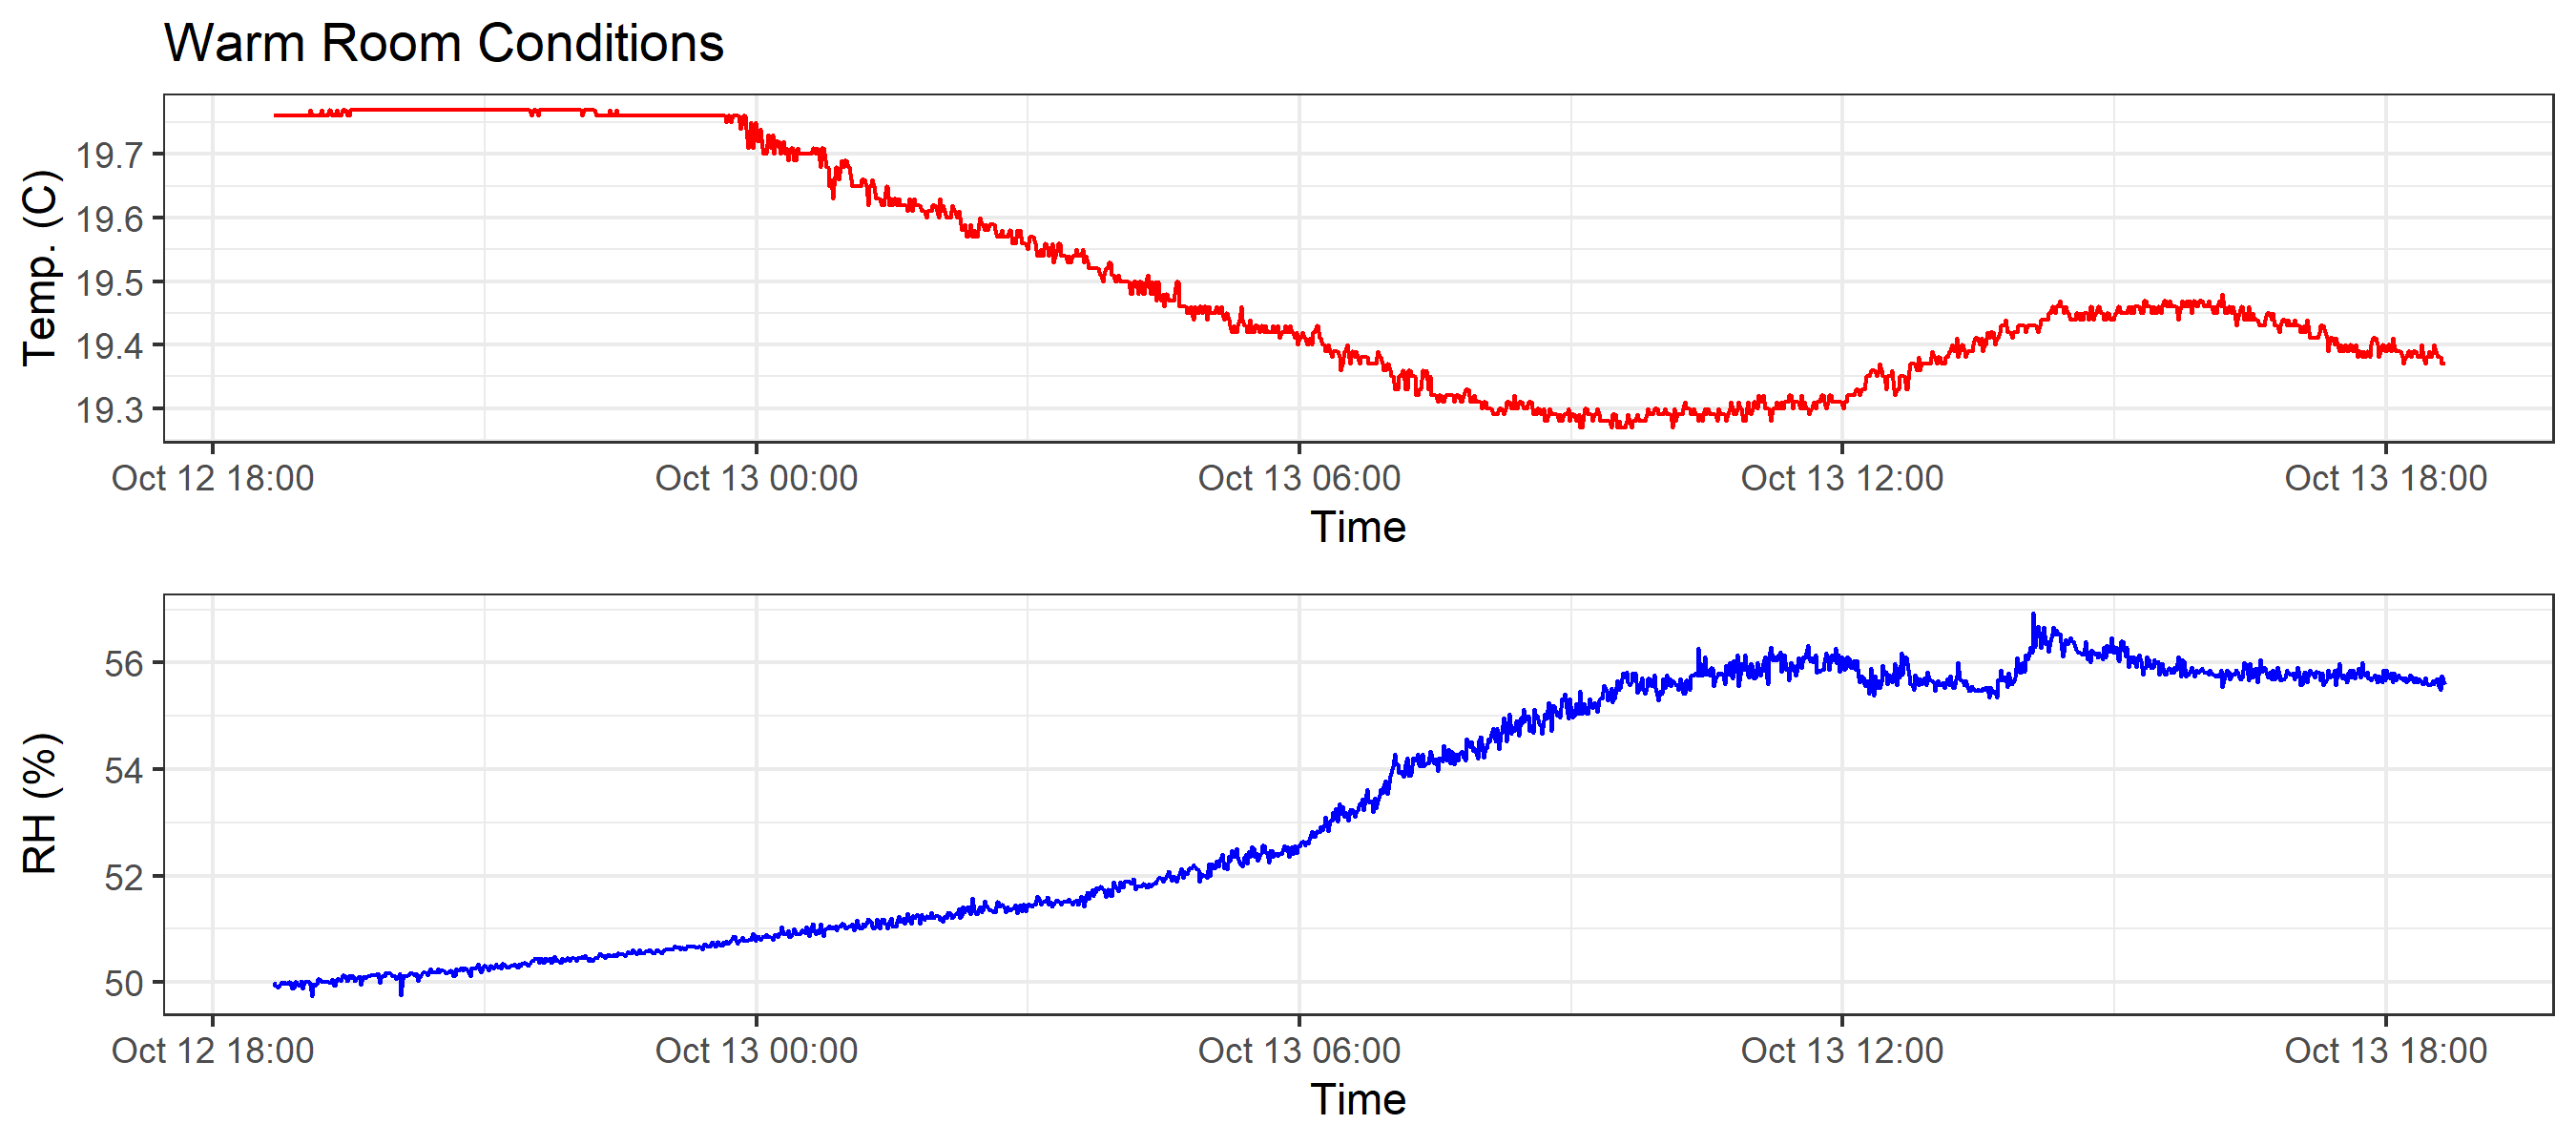 Warm Room Conditions
Temp. (C)
19.7
19.6
19.5
19.4
19.3
Oct 12 18:00 Oct 13 00:00 Oct 13 06:00 Oct 13 12:00 Oct 13 18:00
Time
RH (%)
56
54
52
50
Oct 12 18:00 Oct 13 00:00 Oct 13 06:00 Oct 13 12:00 Oct 13 18:00
Time